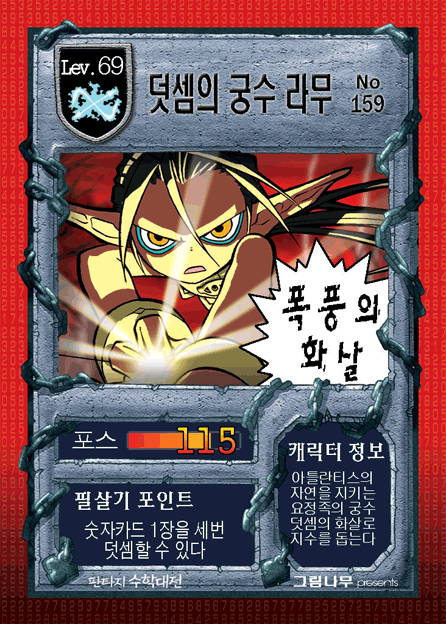 Lev. 69
덧셈의 궁수 라무
No
159
폭풍의
화살
포스 115
필살기 포인트
숫자카드 1장을 세번
덧셈할 수 있다
캐릭터 정보
아틀란티스의
자연을 지키는
요정족의 궁수
덧셈의 화살로
지수를 돕는다
판타지 수학대전
그림나무 presents